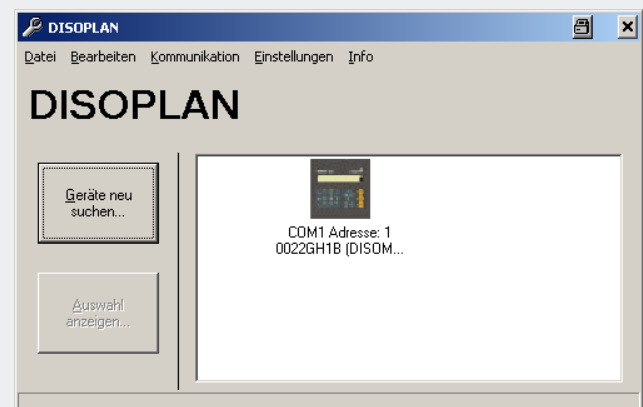 DISOPLAN
Datei Bearbeiten Kommunikation Einstellungen Info
DISOPLAN
Geräte neu
suchen...
COM1 Adresse: 1
0022GH1B (DISOM...
Auswahl
anzeigen...